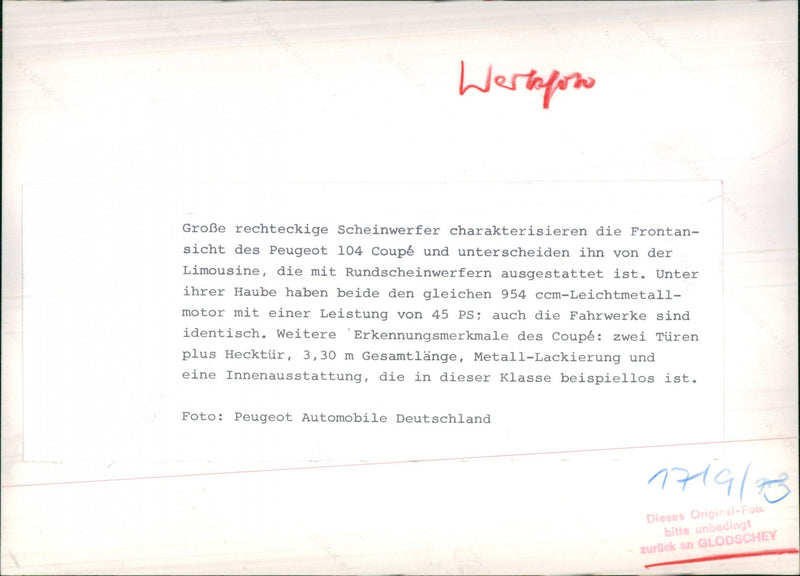 Werkfoto
Große rechteckige Scheinwerfer charakterisieren die Frontan-
sicht des Peugeot 104 Coupé und unterscheiden ihn von der
Limousine, die mit Rundscheinwerfern ausgestattet ist. Unter
ihrer Haube haben beide den gleichen 954 ccm-Leichtmetall-
motor mit einer Leistung von 45 PS: auch die Fahrwerke sind
identisch. Weitere Erkennungsmerkmale des Coupé: zwei Türen
plus Hecktür, 3,30 m Gesamtlänge, Metall-Lackierung und
eine Innenausstattung, die in dieser Klasse beispiellos ist.
Foto: Peugeot Automobile Deutschland
Dieses Original-Foto
bitte unbedingt
zurück an GLODSCHEY